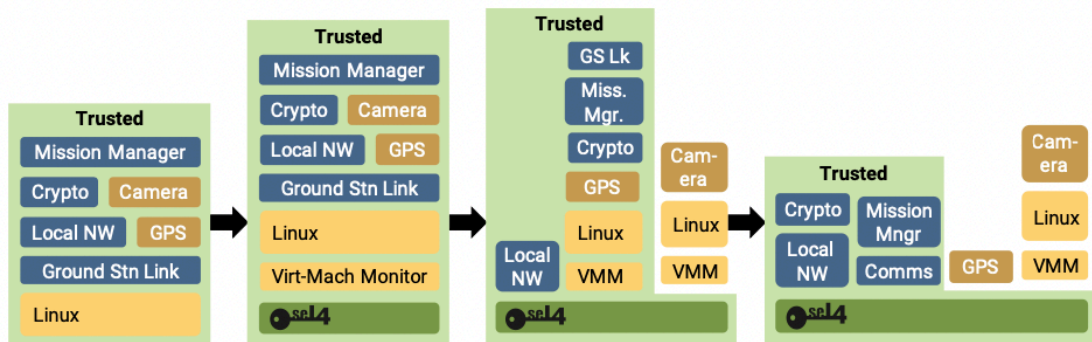 Trusted
Mission Manager
Crypto
Camera
Local NW
GPS
Ground Stn Link
Linux
Trusted
Mission Manager
Crypto
Camera
Local NW
GPS
Ground Stn Link
Linux
Virt-Mach Monitor
seL4
Trusted
GS Lk
Miss.
Mgr.
Crypto
GPS
Linux
Local
NW
VMM
Cam-
era
Linux
VMM
seL4
Trusted
Crypto
Mission
Mngr
Local
NW
Comms
GPS
Cam-
era
Linux
VMM
seL4